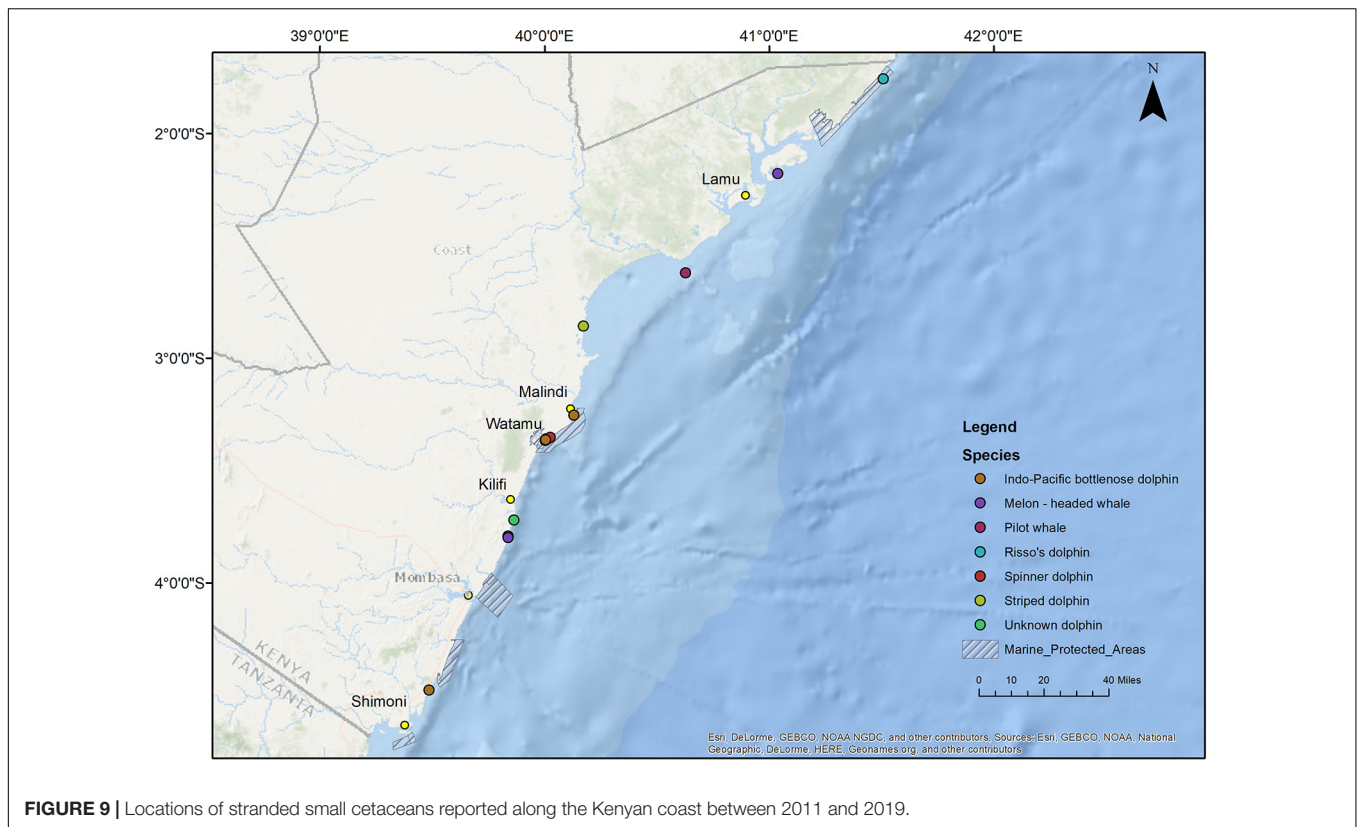 39°0'0"E 40°0'0"E 41°0'0"E 42°0'0"E
N
2°0'0"S
Lamu
Coast
3°0'0"S
Malindi
Watamu
Legend
Species
Indo-Pacific bottlenose dolphin
Kilifi
Melon - headed whale
Pilot whale
Risso's dolphin
4°0'0"S
Mombasa
Spinner dolphin
Striped dolphin
Unknown dolphin
Marine_Protected_Areas
KENYA
TANZANIA
0 10 20 40 Miles
Shimoni
Esri, DeLorme, GEBCO, NOAA NGDC, and other contributors, Sources: Esri, GEBCO, NOAA, National
Geographic, DeLorme, HERE, Geonames.org, and other contributors
FIGURE 9 | Locations of stranded small cetaceans reported along the Kenyan coast between 2011 and 2019.